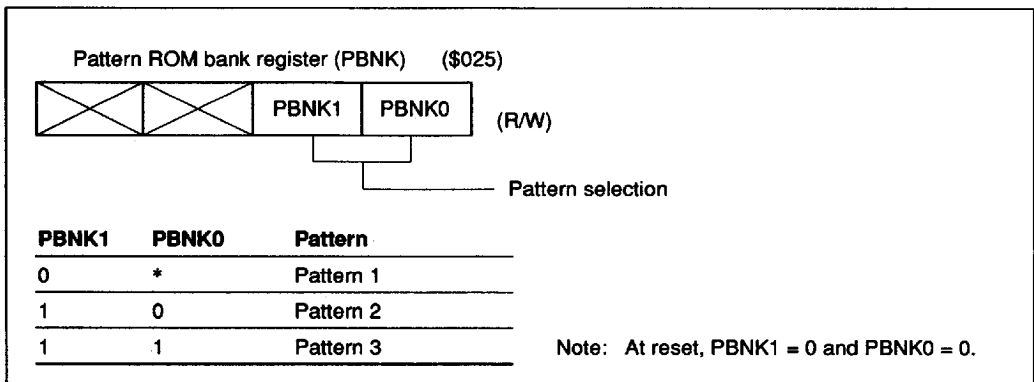 Pattern ROM bank register (PBNK) ($025)
PBNK1 PBNK0 (R/W)
Pattern selection
PBNK1 PBNK0 Pattern
0 * Pattern 1
1 0 Pattern 2
1 1 Pattern 3
Note: At reset, PBNK1 = 0 and PBNK0 = 0.